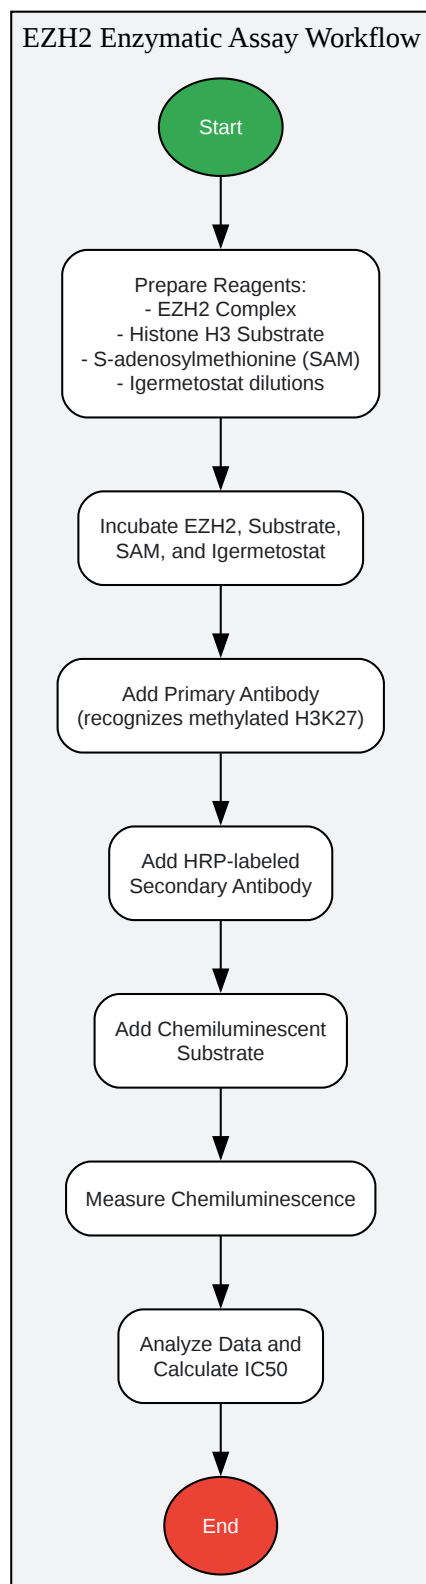 EZH2 Enzymatic Assay Workflow
Start
Prepare Reagents:
- EZH2 Complex
- Histone H3 Substrate
- S-adenosylmethionine (SAM)
- Igermetostat dilutions
Incubate EZH2, Substrate,
SAM, and Igermetostat
Add Primary Antibody
(recognizes methylated H3K27)
Add HRP-labeled
Secondary Antibody
Add Chemiluminescent
Substrate
Measure Chemiluminescence
Analyze Data and
Calculate IC50
End